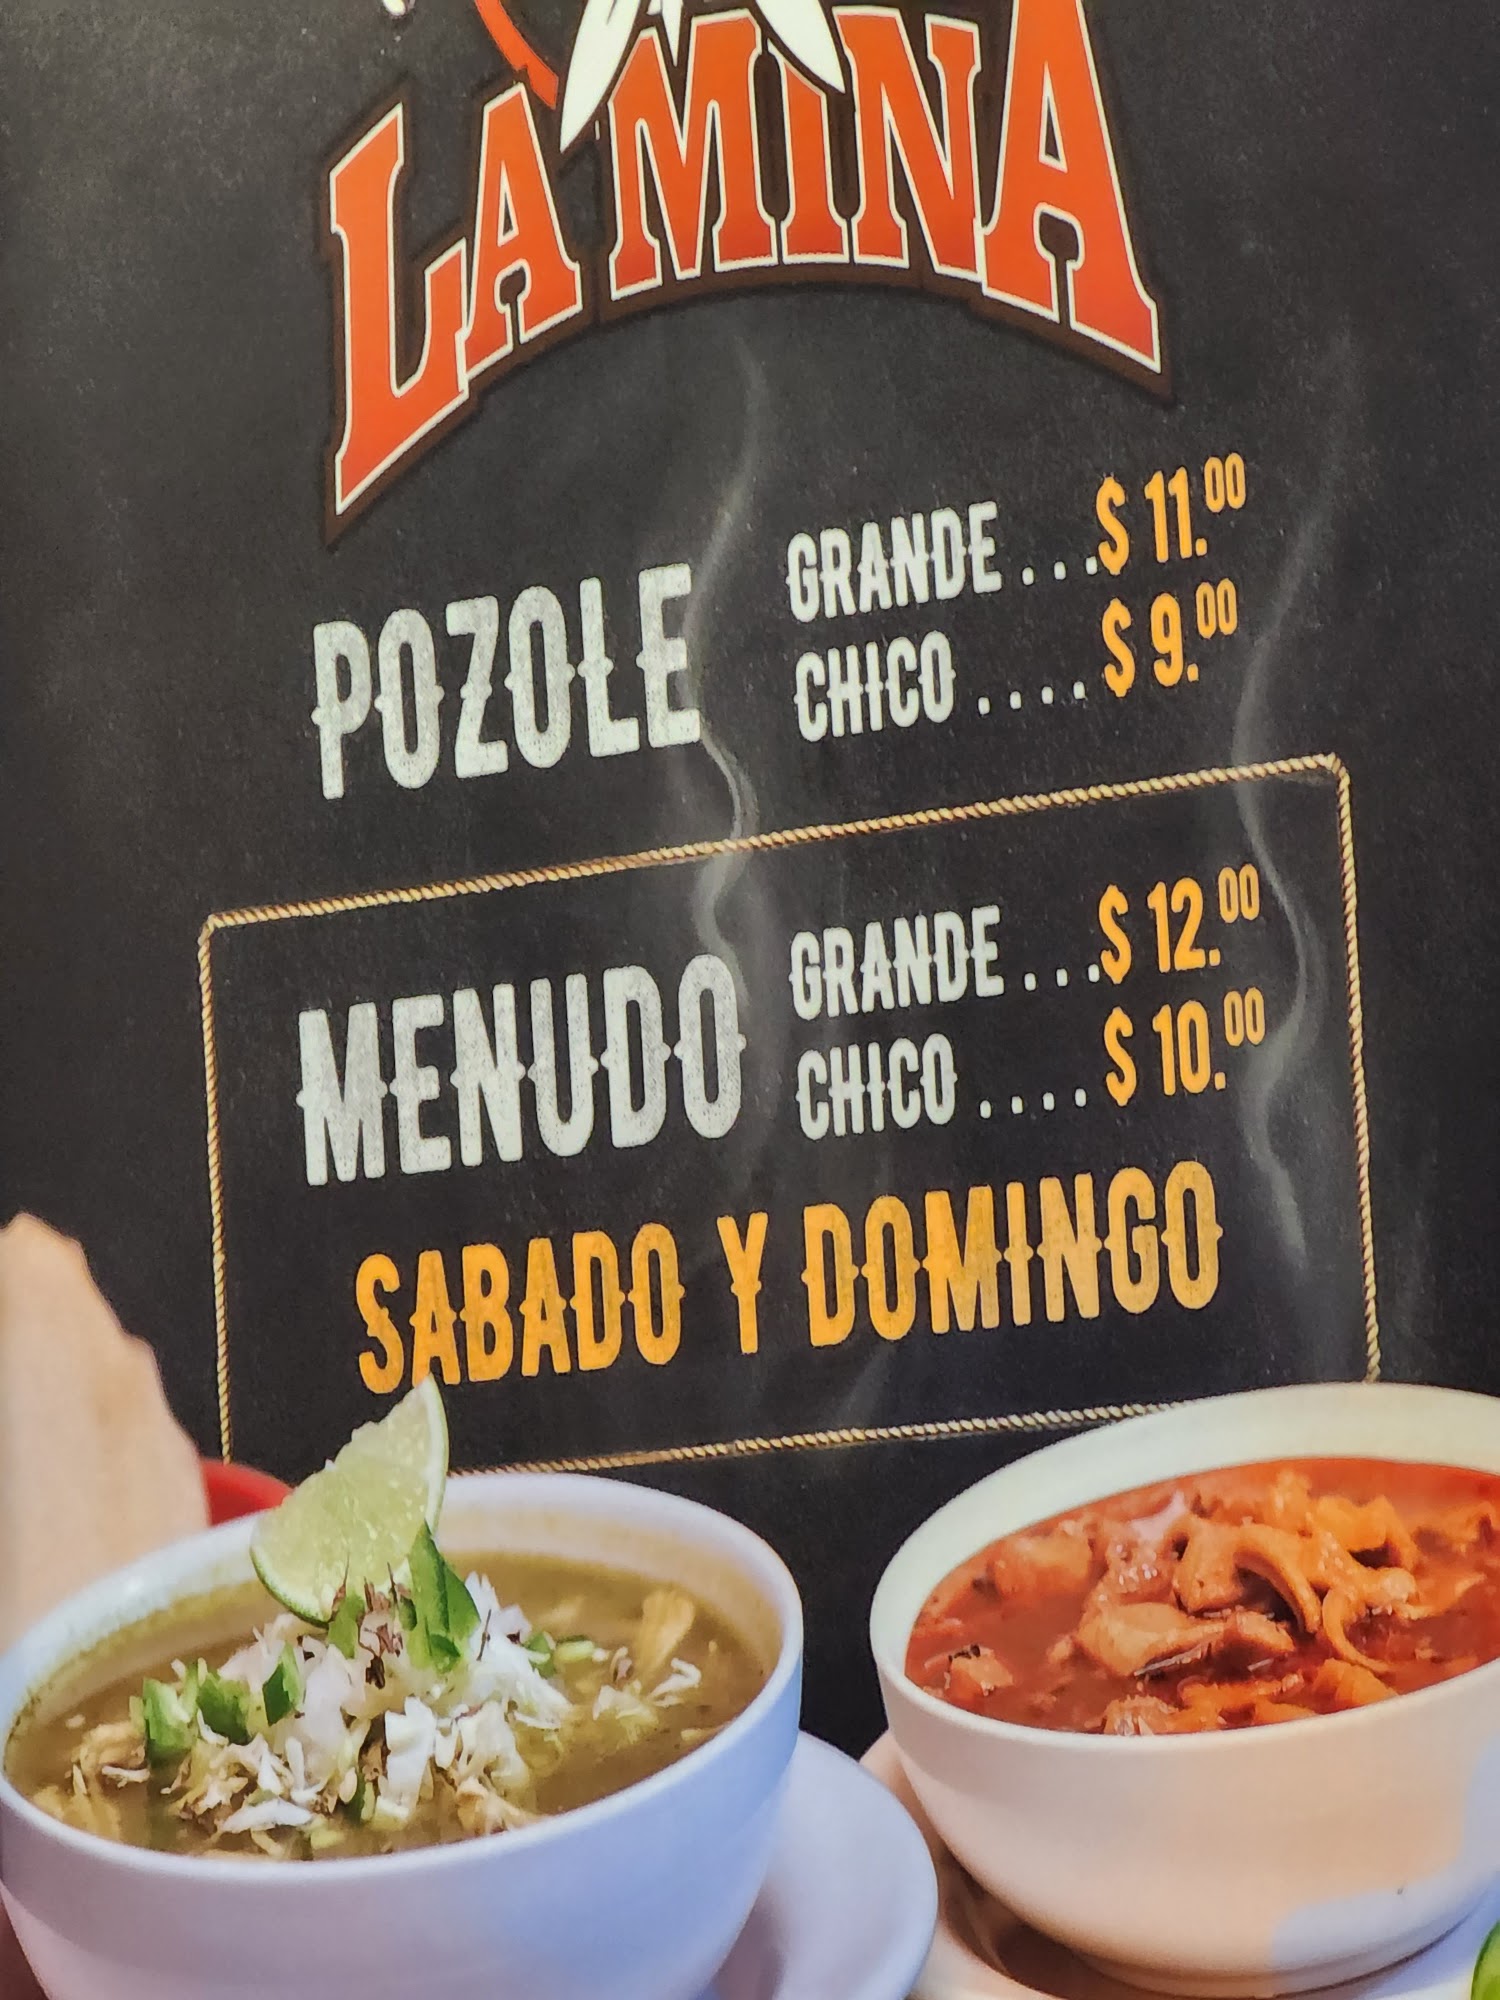 LA MINA
POZOLE
GRANDE . . . $ 11.00
CHICO . . . . $ 9.00
MENUDO
GRANDE . . . $ 12.00
CHICO . . . . $ 10.00
SABADO Y DOMINGO